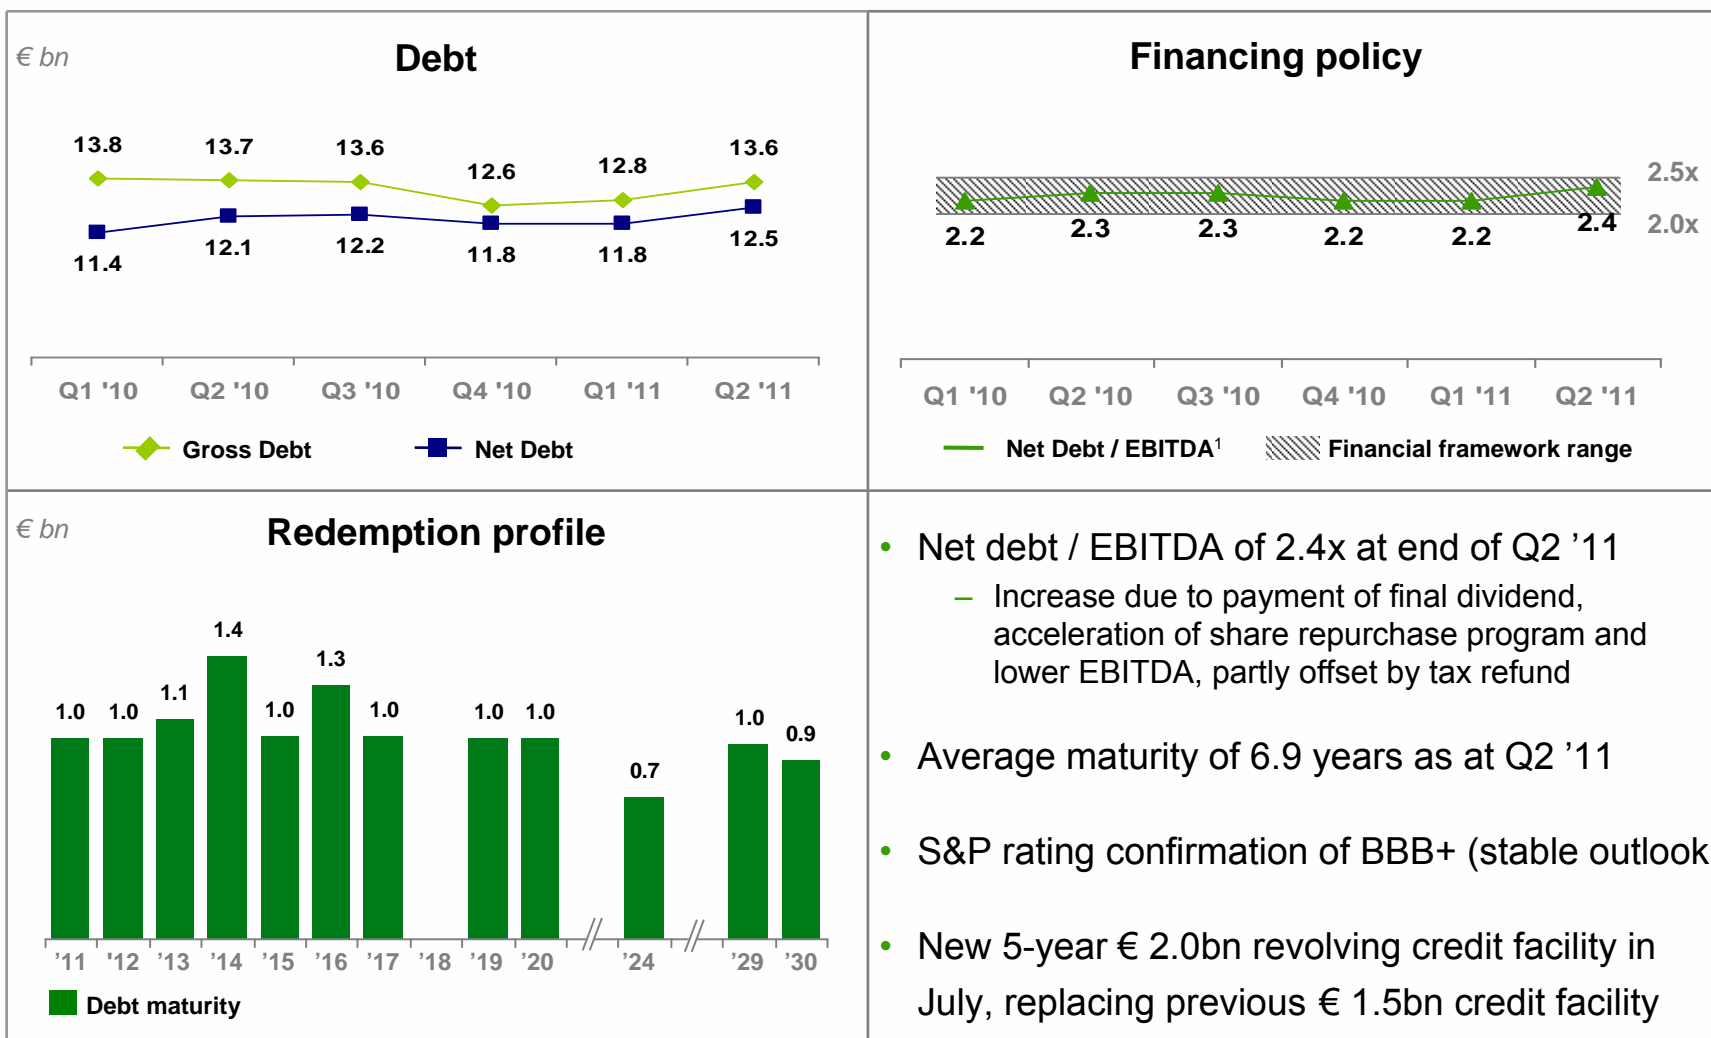 € bn
Debt
13.8 13.7 13.6 12.6 12.8 13.6
11.4 12.1 12.2 11.8 11.8 12.5
Q1 '10 Q2 '10 Q3 '10 Q4 '10 Q1 '11 Q2 '11
Gross Debt Net Debt
Financing policy
2.5x
2.0x
2.2 2.3 2.3 2.2 2.2 2.4
Q1 '10 Q2 '10 Q3 '10 Q4 '10 Q1 '11 Q2 '11
Net Debt / EBITDA¹ Financial framework range
€ bn
Redemption profile
1.0 1.0 1.1 1.4 1.0 1.3 1.0 1.0 1.0 0.7 1.0 0.9
’11 '12 ’13 ’14 ’15 ’16 ’17 ’18 ’19 ’20 ’24 ’29 ’30
Debt maturity
• Net debt / EBITDA of 2.4x at end of Q2 ’11
– Increase due to payment of final dividend,
acceleration of share repurchase program and
lower EBITDA, partly offset by tax refund
• Average maturity of 6.9 years as at Q2 ’11
• S&P rating confirmation of BBB+ (stable outlook
• New 5-year € 2.0bn revolving credit facility in
July, replacing previous € 1.5bn credit facility